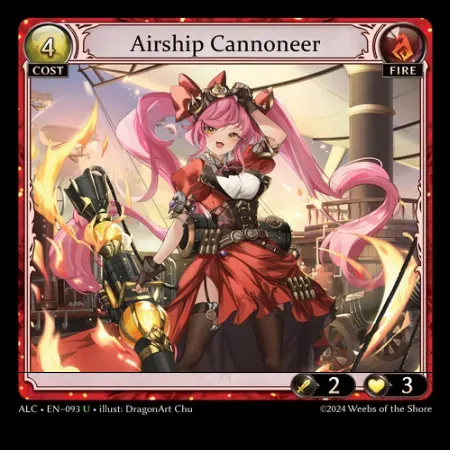 4
Airship Cannoneer
COST
FIRE
2
3
ALC • EN-093 U • illust: DragonArt Chu
©2024 Weebs of the Shore